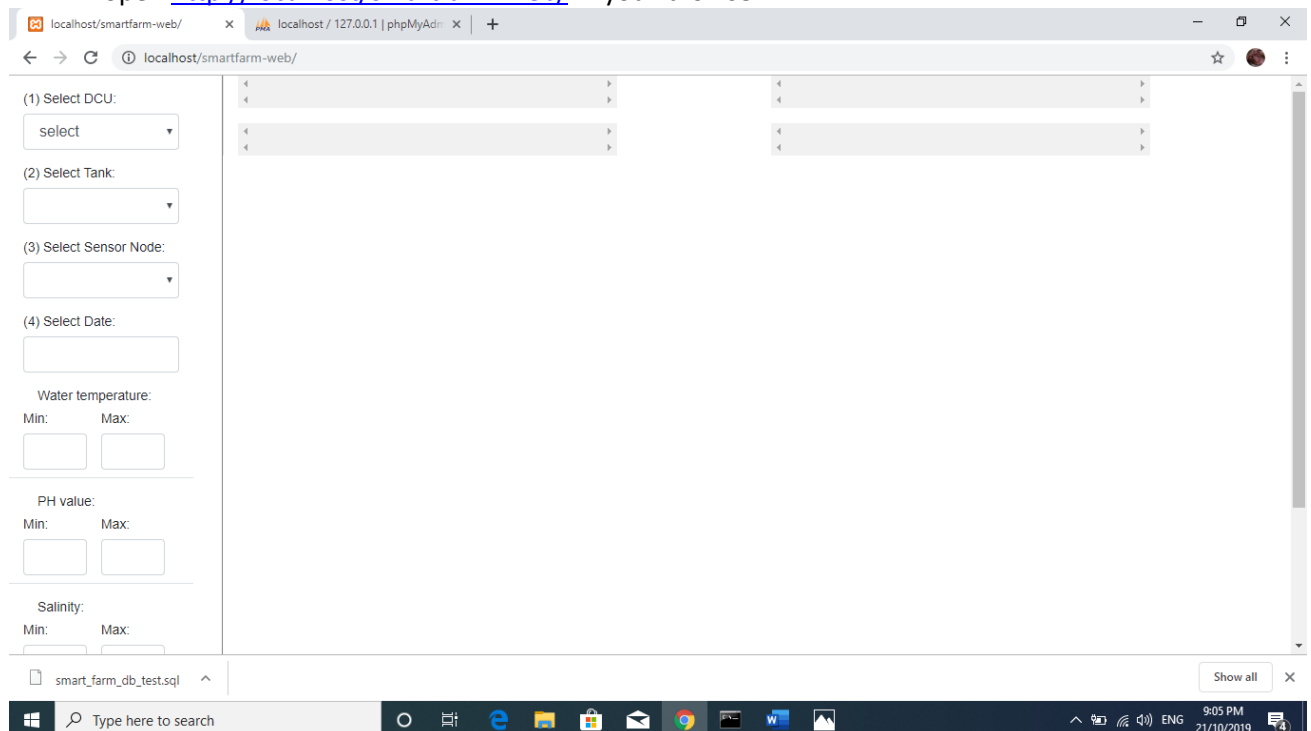 localhost/smartfarm-web/
localhost / 127.0.0.1 | phpMyAdr
localhost/smartfarm-web/
(1) Select DCU:
select
(2) Select Tank:
(3) Select Sensor Node:
(4) Select Date:
Water temperature:
Min: Max:
PH value:
Min: Max:
Salinity:
Min: Max:
smart_farm_db_test.sql
Show all
Type here to search
ENG
9:05 PM
21/10/2019